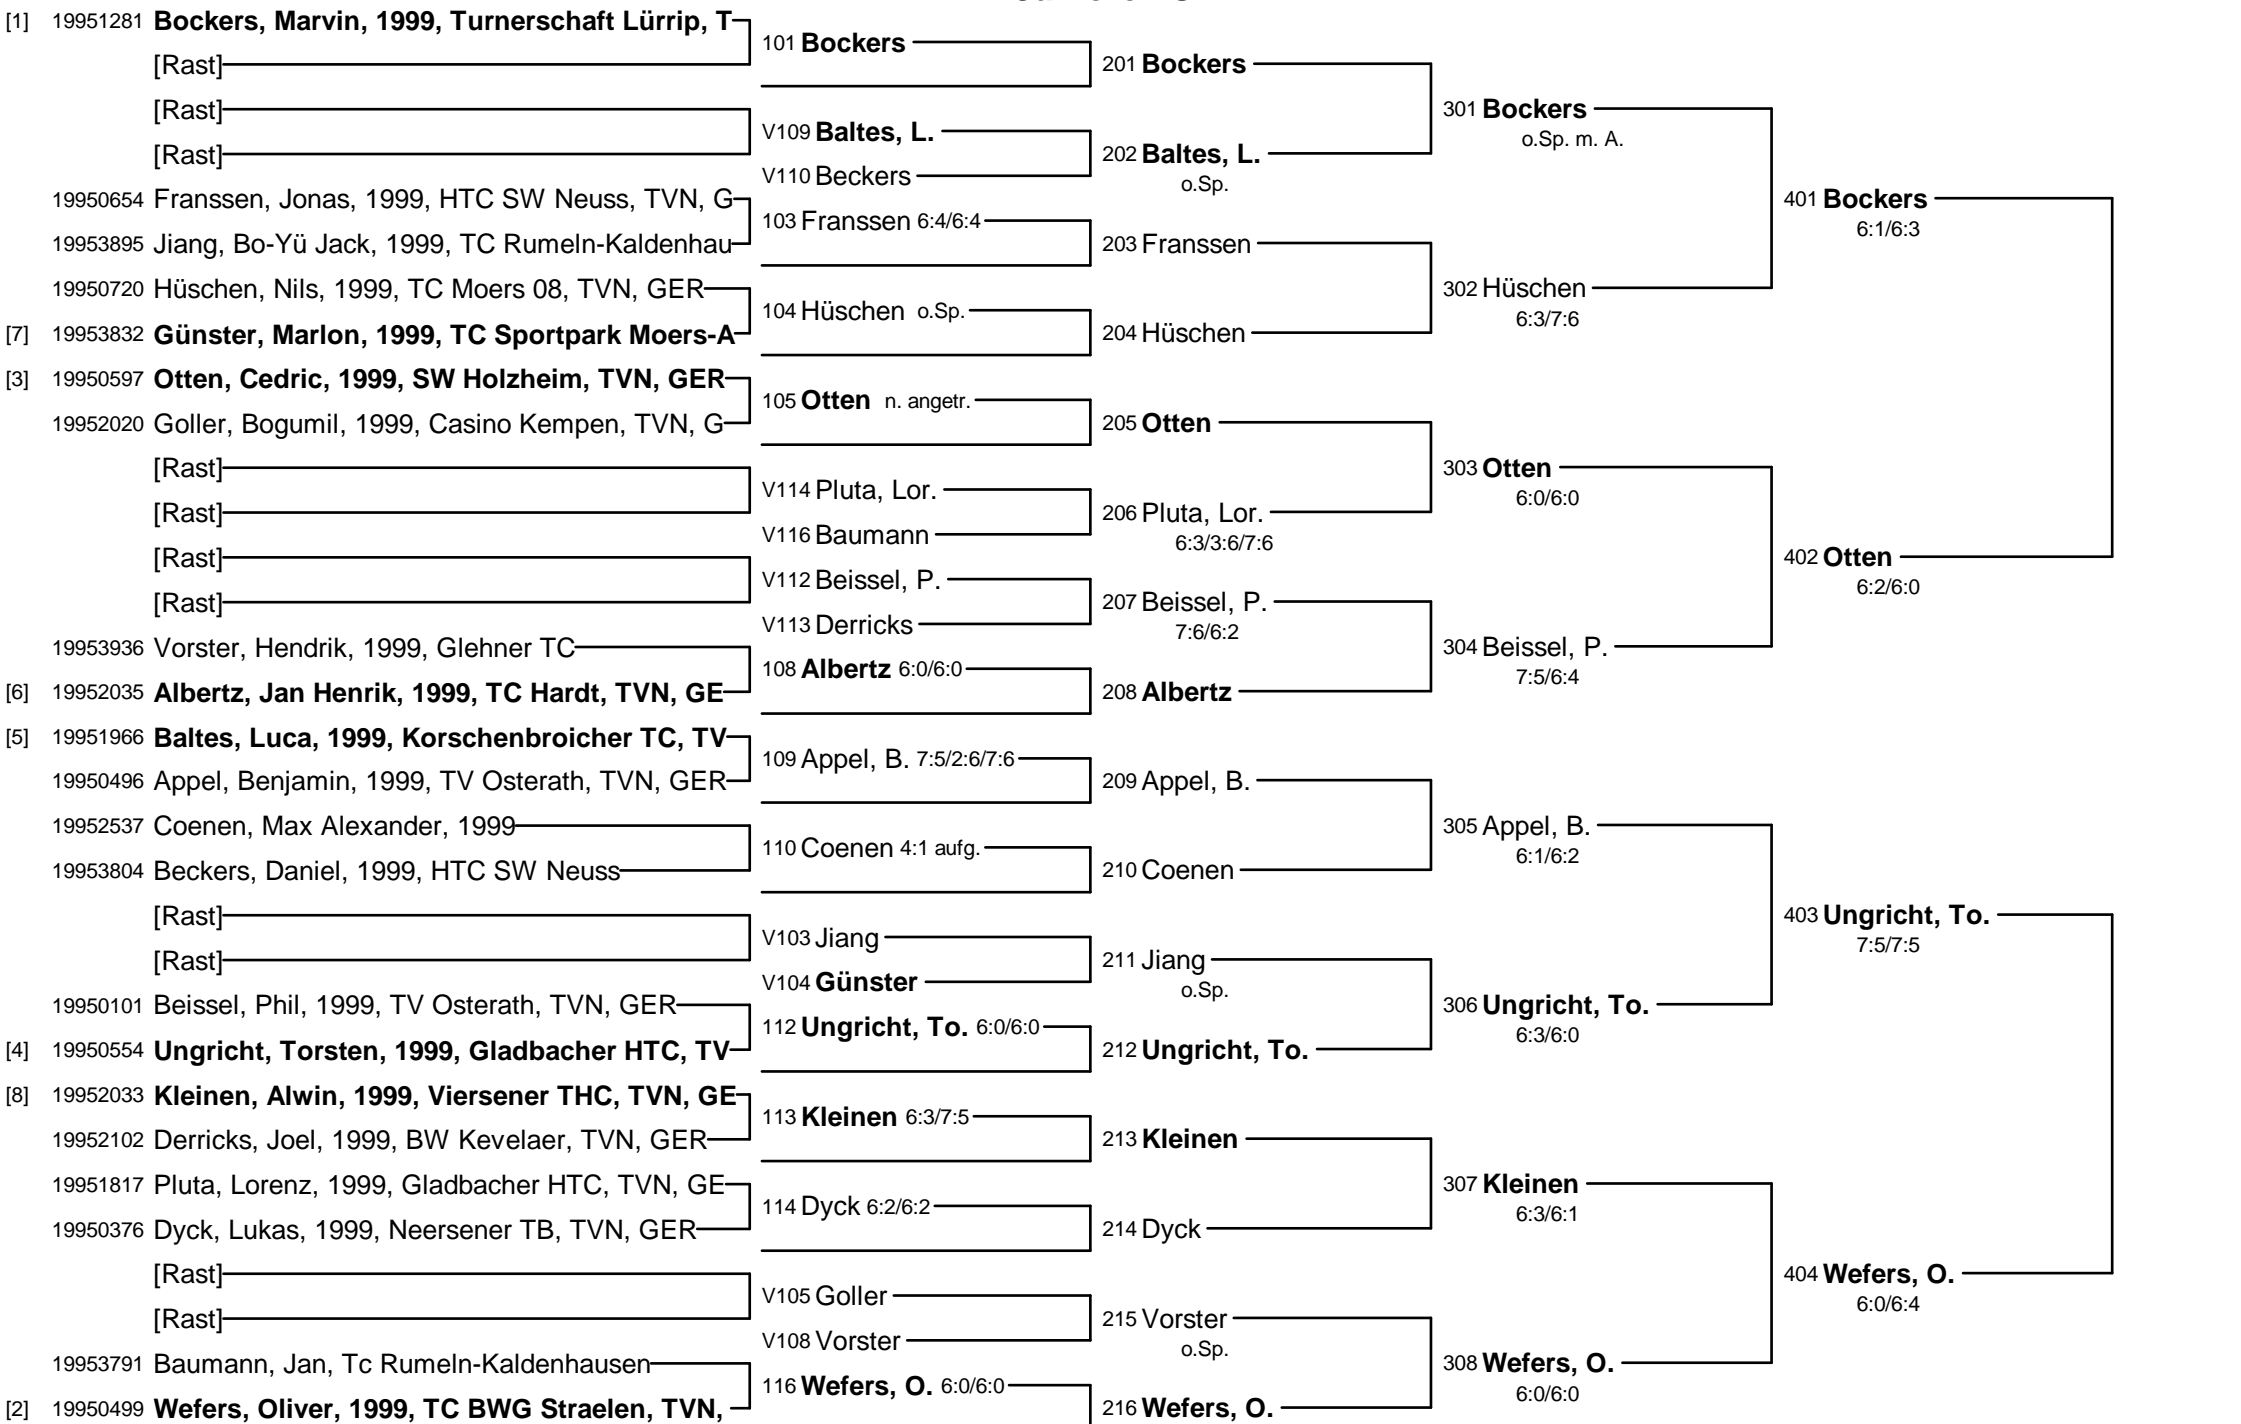 [1] 19951281 Bockers, Marvin, 1999, Turnerschaft Lürrip, T
101 Bockers
[Rast]
201 Bockers
[Rast]
301 Bockers
o.Sp. m. A.
V109 Baltes, L.
[Rast]
202 Baltes, L.
o.Sp.
V110 Beckers
19950654 Franssen, Jonas, 1999, HTC SW Neuss, TVN, G
401 Bockers
6:1/6:3
103 Franssen 6:4/6:4
19953895 Jiang, Bo-Yü Jack, 1999, TC Rumeln-Kaldenhau
203 Franssen
19950720 Hüschen, Nils, 1999, TC Moers 08, TVN, GER
302 Hüschen
6:3/7:6
104 Hüschen o.Sp.
[7] 19953832 Günster, Marlon, 1999, TC Sportpark Moers-A
204 Hüschen
[3] 19950597 Otten, Cedric, 1999, SW Holzheim, TVN, GER
105 Otten n. angetr.
19952020 Goller, Bogumil, 1999, Casino Kempen, TVN, G
205 Otten
[Rast]
303 Otten
6:0/6:0
V114 Pluta, Lor.
[Rast]
206 Pluta, Lor.
6:3/3:6/7:6
V116 Baumann
[Rast]
402 Otten
6:2/6:0
V112 Beissel, P.
[Rast]
207 Beissel, P.
7:6/6:2
V113 Derricks
19953936 Vorster, Hendrik, 1999, Glehner TC
304 Beissel, P.
7:5/6:4
108 Albertz 6:0/6:0
[6] 19952035 Albertz, Jan Henrik, 1999, TC Hardt, TVN, GE
208 Albertz
[5] 19951966 Baltes, Luca, 1999, Korschenbroicher TC, TV
109 Appel, B. 7:5/2:6/7:6
19950496 Appel, Benjamin, 1999, TV Osterath, TVN, GER
209 Appel, B.
19952537 Coenen, Max Alexander, 1999
305 Appel, B.
6:1/6:2
110 Coenen 4:1 aufg.
19953804 Beckers, Daniel, 1999, HTC SW Neuss
210 Coenen
[Rast]
403 Ungricht, To.
7:5/7:5
V103 Jiang
[Rast]
211 Jiang
o.Sp.
V104 Günster
19950101 Beissel, Phil, 1999, TV Osterath, TVN, GER
306 Ungricht, To.
6:3/6:0
112 Ungricht, To. 6:0/6:0
[4] 19950554 Ungricht, Torsten, 1999, Gladbacher HTC, TV
212 Ungricht, To.
[8] 19952033 Kleinen, Alwin, 1999, Viersener THC, TVN, GE
113 Kleinen 6:3/7:5
19952102 Derricks, Joel, 1999, BW Kevelaer, TVN, GER
213 Kleinen
19951817 Pluta, Lorenz, 1999, Gladbacher HTC, TVN, GE
307 Kleinen
6:3/6:1
114 Dyck 6:2/6:2
19950376 Dyck, Lukas, 1999, Neersener TB, TVN, GER
214 Dyck
[Rast]
404 Wefers, O.
6:0/6:4
V105 Goller
[Rast]
215 Vorster
o.Sp.
V108 Vorster
19953791 Baumann, Jan, Tc Rumeln-Kaldenhausen
308 Wefers, O.
6:0/6:0
116 Wefers, O. 6:0/6:0
[2] 19950499 Wefers, Oliver, 1999, TC BWG Straelen, TVN,
216 Wefers, O.